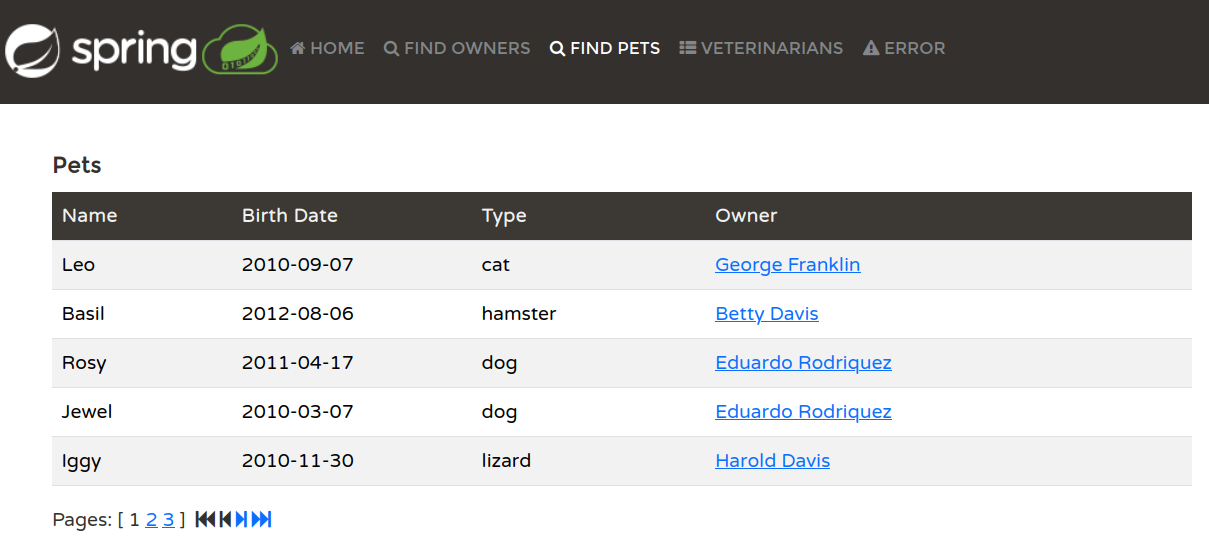 spring HOME FIND OWNERS FIND PETS VETERINARIANS ERROR
Pets
Name Birth Date Type Owner
Leo 2010-09-07 cat George Franklin
Basil 2012-08-06 hamster Betty Davis
Rosy 2011-04-17 dog Eduardo Rodriquez
Jewel 2010-03-07 dog Eduardo Rodriquez
Iggy 2010-11-30 lizard Harold Davis
Pages: [ 1 2 3 ]